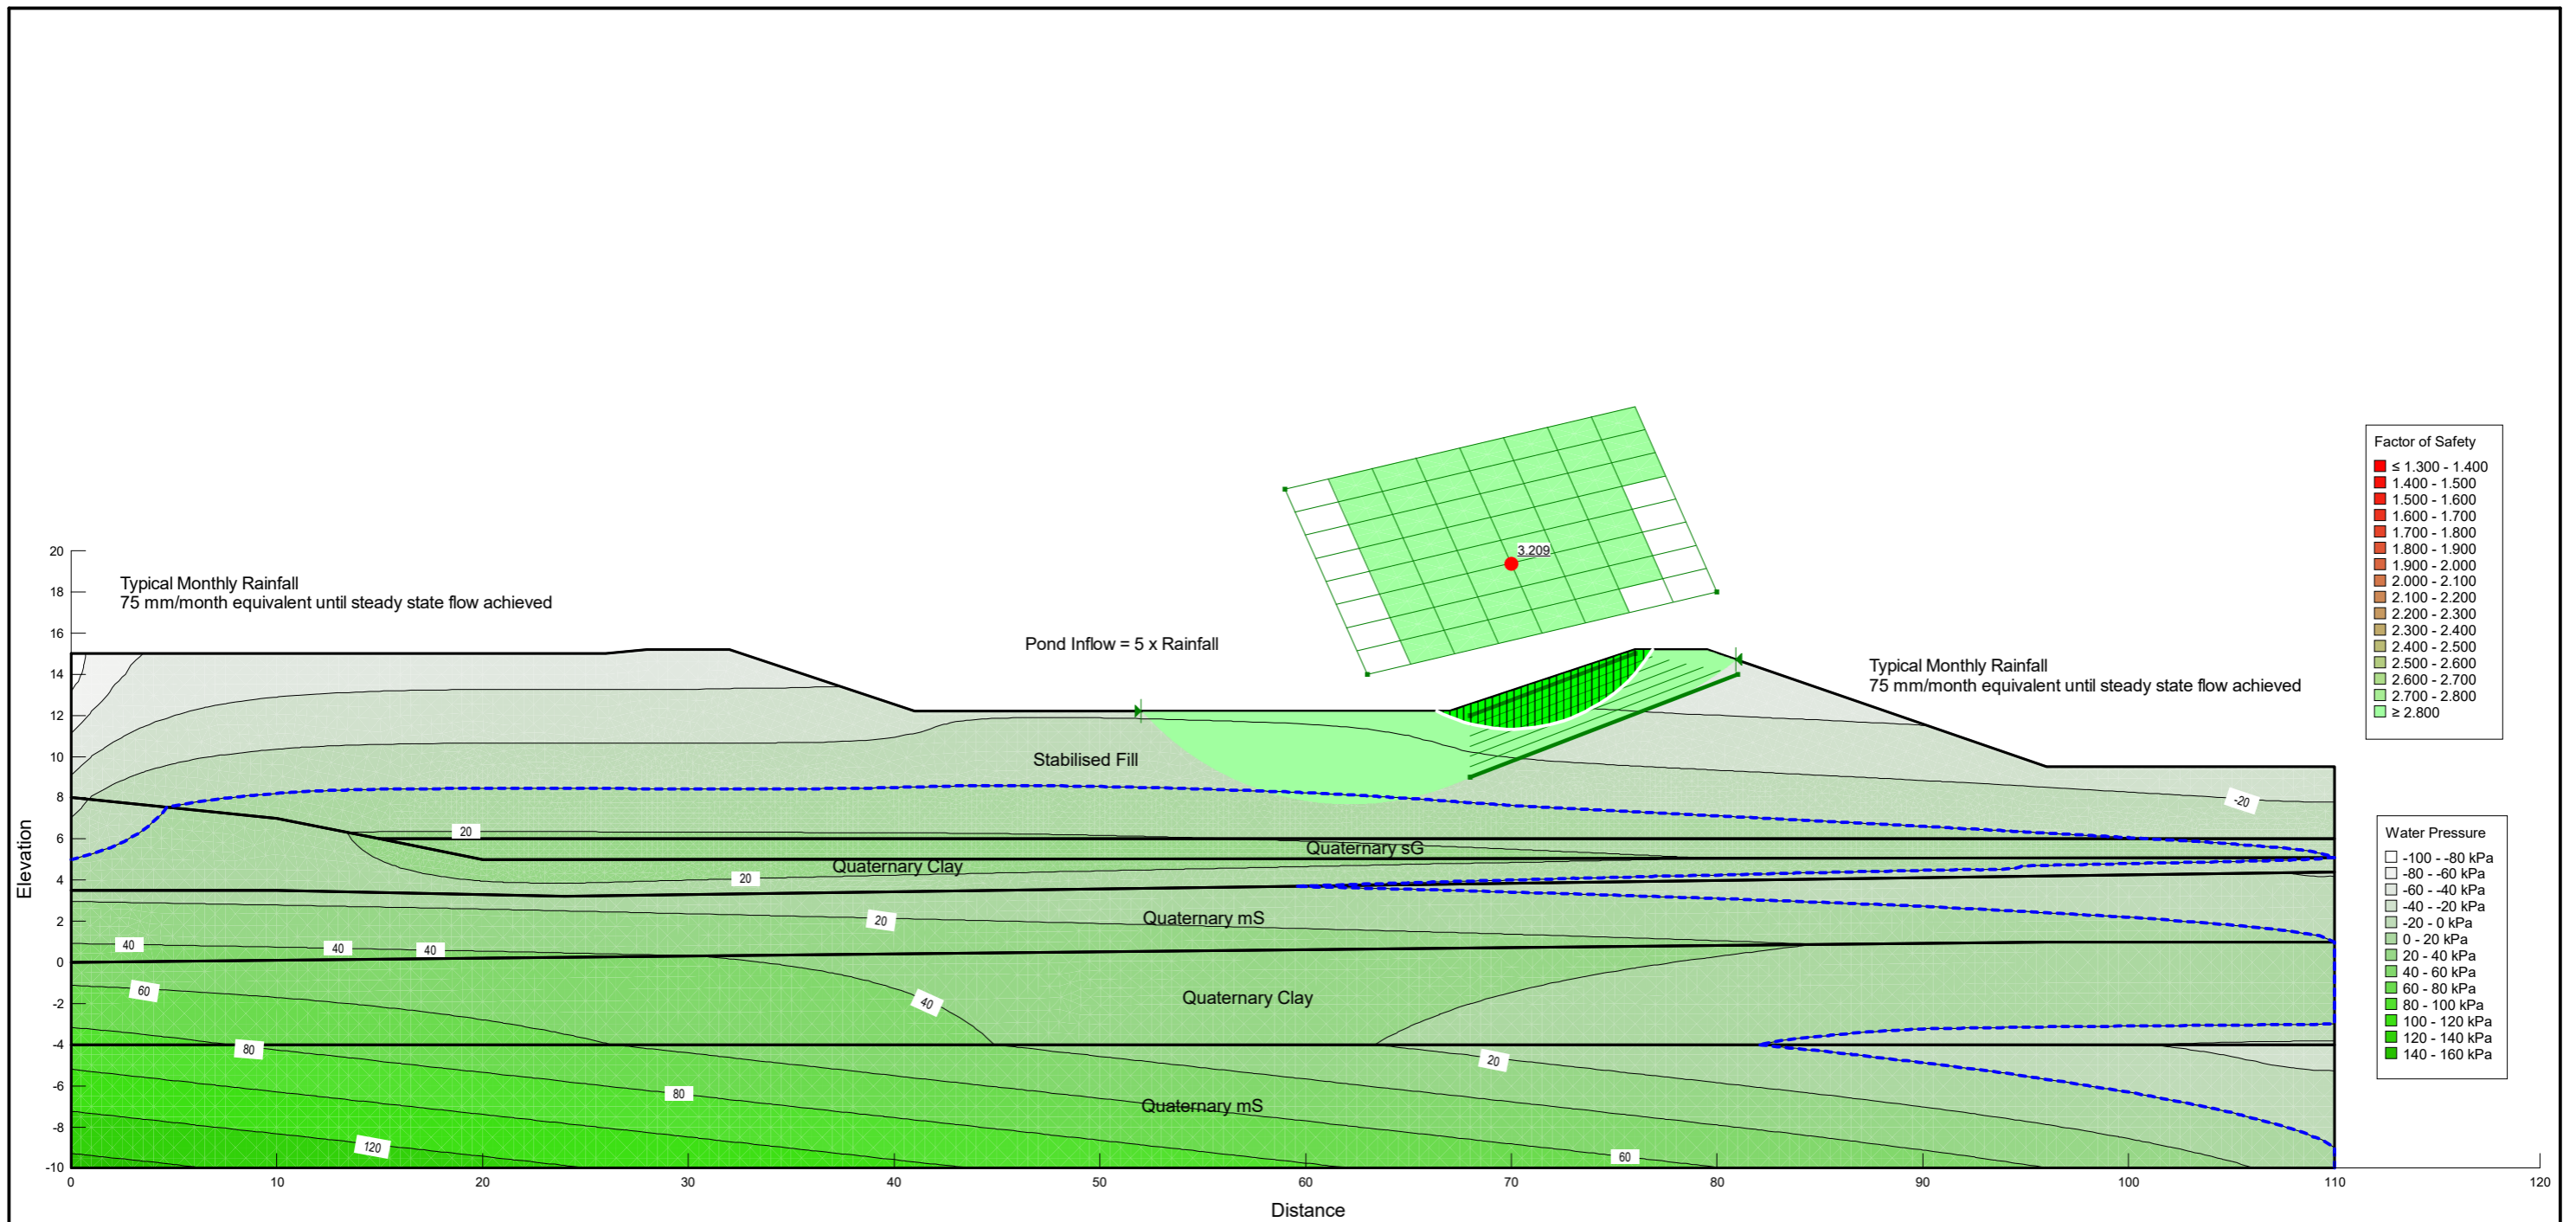 Factor of Safety
≤ 1.300 - 1.400
1.400 - 1.500
1.500 - 1.600
1.600 - 1.700
1.700 - 1.800
1.800 - 1.900
1.900 - 2.000
2.000 - 2.100
2.100 - 2.200
2.200 - 2.300
2.300 - 2.400
2.400 - 2.500
2.500 - 2.600
2.600 - 2.700
2.700 - 2.800
≥ 2.800
3.209
Typical Monthly Rainfall
75 mm/month equivalent until steady state flow achieved
Pond Inflow = 5 x Rainfall
Typical Monthly Rainfall
75 mm/month equivalent until steady state flow achieved
Stabilised Fill
-20
20
Quaternary sG
Quaternary Clay
20
Quaternary mS
20
40
40
40
60
40
Quaternary Clay
80
20
80
Quaternary mS
120
60
Water Pressure
-100 - -80 kPa
-80 - -60 kPa
-60 - -40 kPa
-40 - -20 kPa
-20 - 0 kPa
0 - 20 kPa
20 - 40 kPa
40 - 60 kPa
60 - 80 kPa
80 - 100 kPa
100 - 120 kPa
120 - 140 kPa
140 - 160 kPa
Elevation
20
18
16
14
12
10
8
6
4
2
0
-2
-4
-6
-8
-10
0
10
20
30
40
50
60
70
80
90
100
110
120
Distance